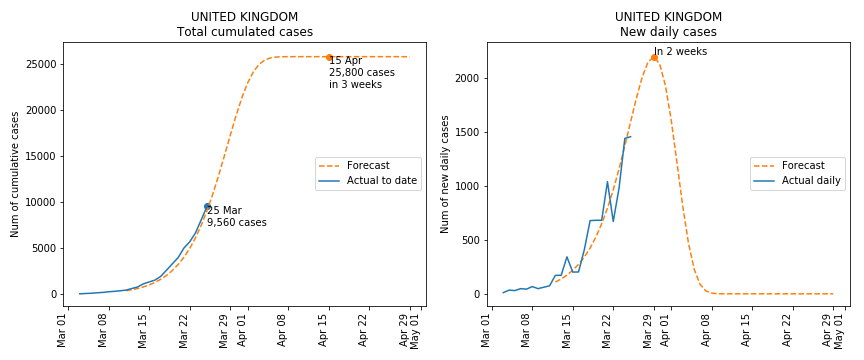 UNITED KINGDOM
Total cumulated cases
Num of cumulative cases
25000
20000
15000
10000
5000
0
15 Apr
25,800 cases
in 3 weeks
25 Mar
9,560 cases
Forecast
Actual to date
Mar 01
Mar 08
Mar 15
Mar 22
Mar 29
Apr 01
Apr 08
Apr 15
Apr 22
Apr 29
May 01
UNITED KINGDOM
New daily cases
Num of new daily cases
2000
1500
1000
500
0
In 2 weeks
Forecast
Actual daily
Mar 01
Mar 08
Mar 15
Mar 22
Mar 29
Apr 01
Apr 08
Apr 15
Apr 22
Apr 29
May 01